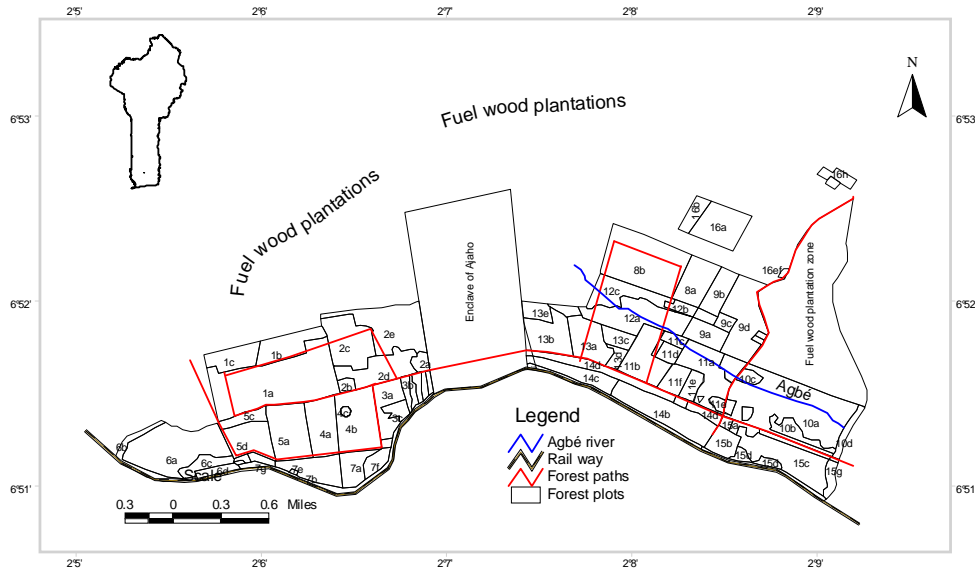 2°5' 2°6' 2°7' 2°8' 2°9'
N
6°53' 6°53'
Fuel wood plantations
Fuel wood plantations
16h
16b
16a
Enclave of Ajaho
Fuel wood plantation zone
16ef
8b
8a 9b
6°52' 6°52'
12c
12b
12a
9c 9d
9a
13e
13b
13c
13a
11c
11d
11a
11b
14d
14c
11f
11e
11e
10c
Agbé
10a
10b
10d
14b
14d
15a
15b
15d
15d
15c
15g
1c
1b
2c
2e
2a
2d
2b
1a
3a
3b
4c
4b
4a
5c
5a
5d
6b
6a
6c
6d
7g
7e
7b
7a
7f
6°51' 6°51'
Scale
0.3 0 0.3 0.6 Miles
Legend
Agbé river
Rail way
Forest paths
Forest plots
2°5' 2°6' 2°7' 2°8' 2°9'